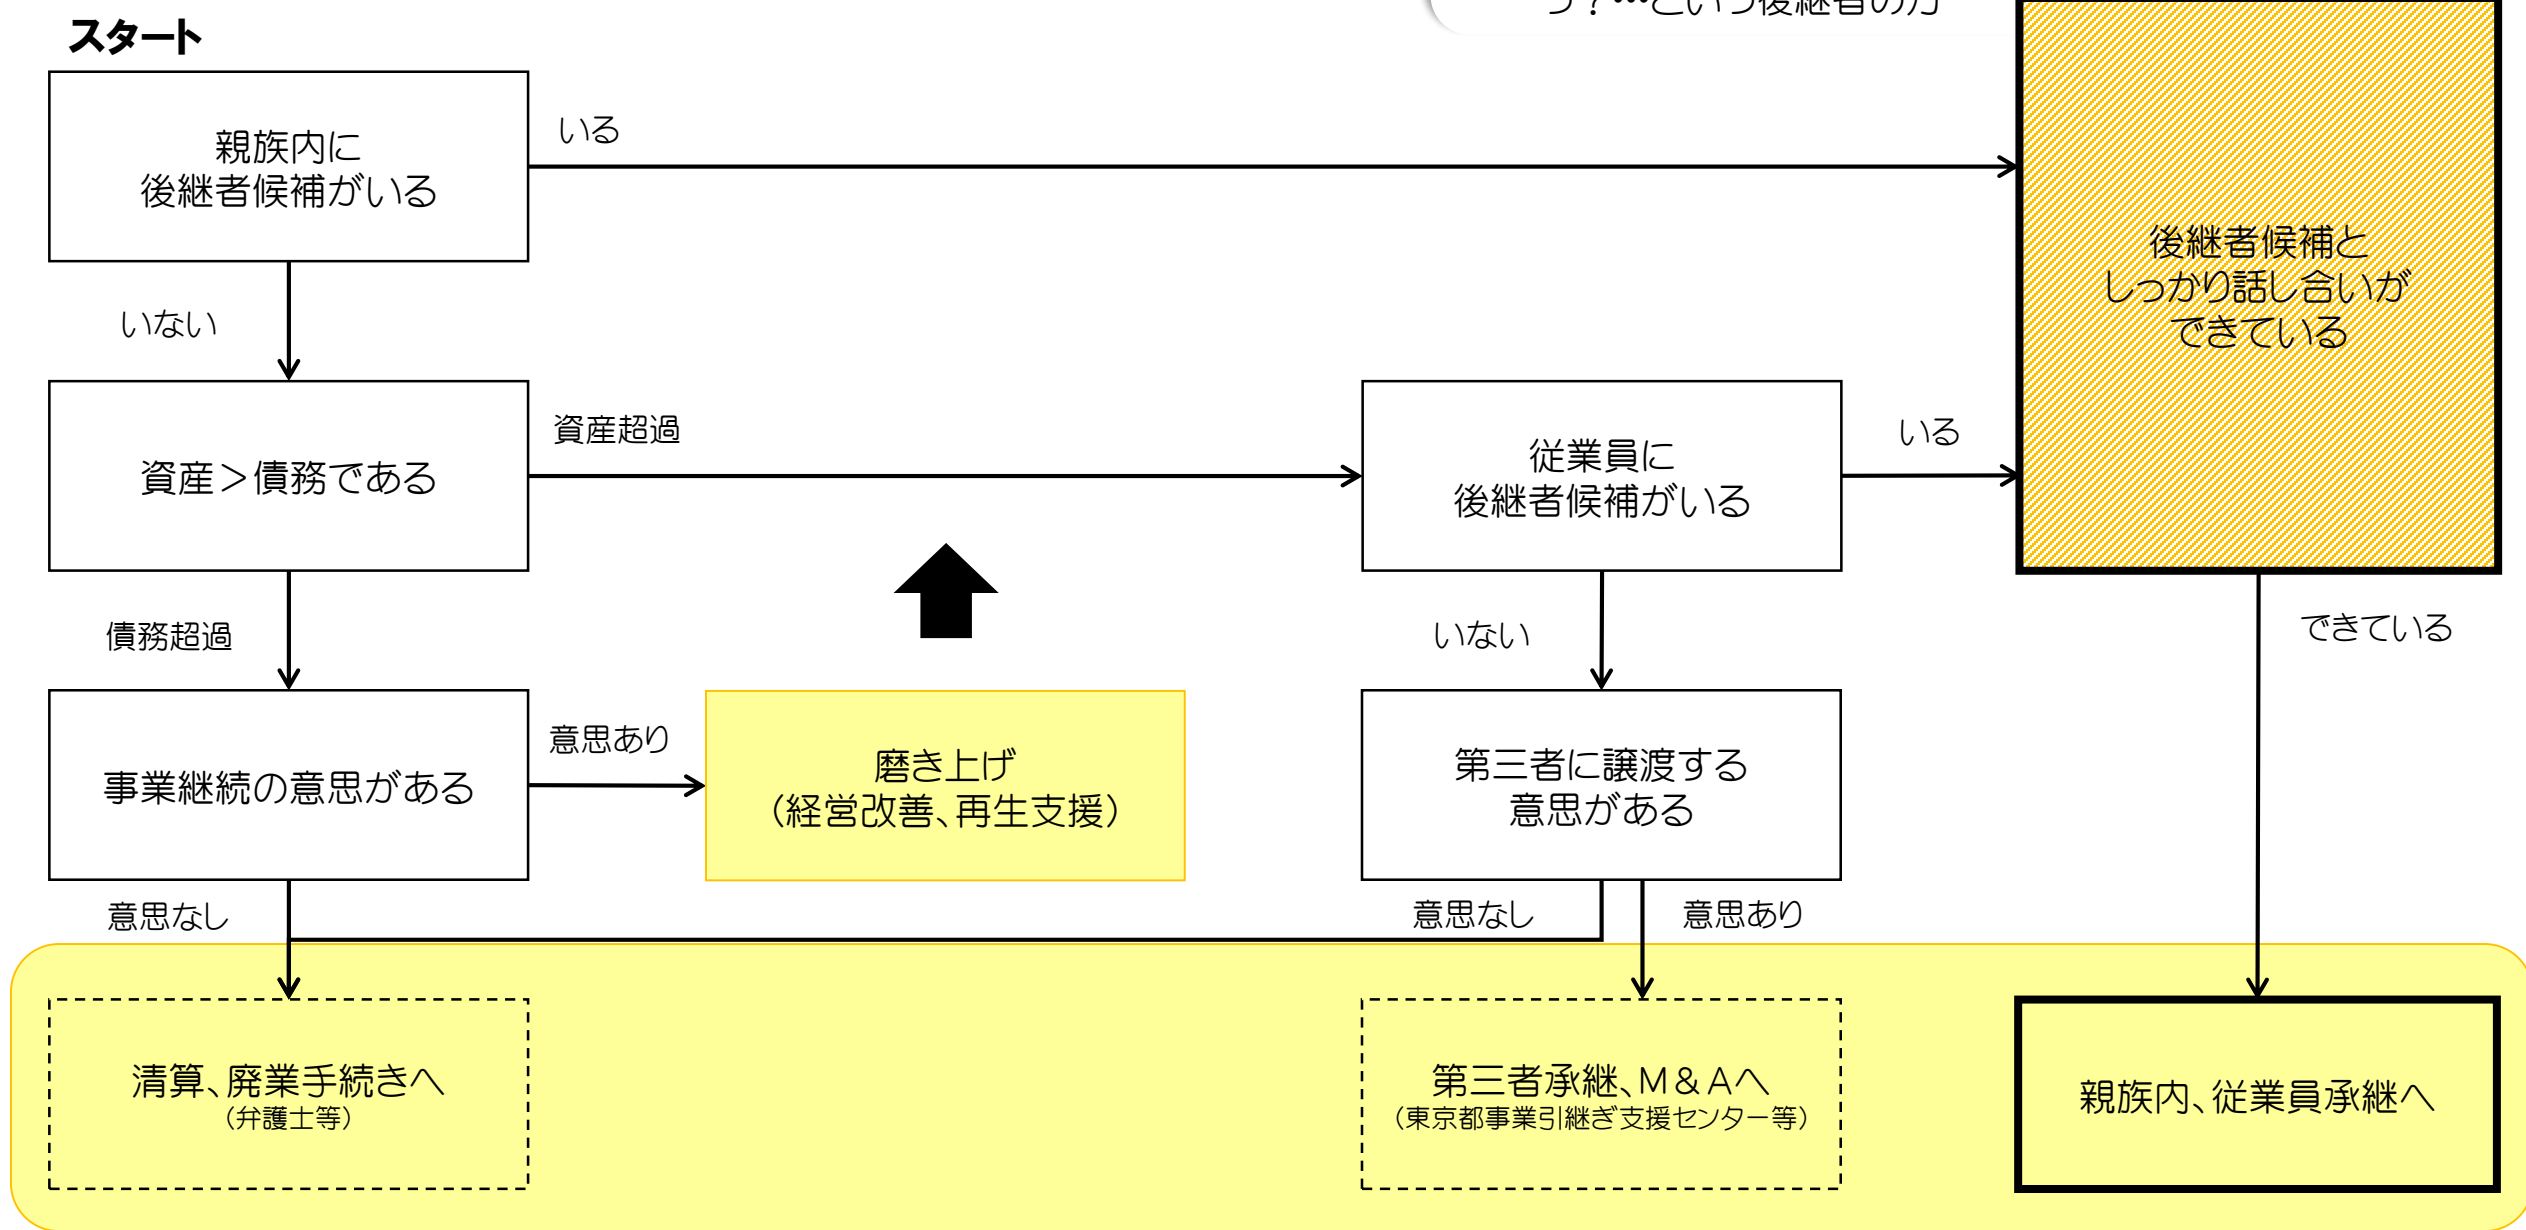 スタート
親族内に
後継者候補がいる
いる
後継者候補と
しっかり話し合いが
できている
いない
資産＞債務である
資産超過
従業員に
後継者候補がいる
いる
債務超過
いない
できている
事業継続の意思がある
意思あり
磨き上げ
（経営改善、再生支援）
第三者に譲渡する
意思がある
意思なし
意思なし
意思あり
清算、廃業手続きへ
（弁護士等）
第三者承継、M＆Aへ
（東京都事業引継ぎ支援センター等）
親族内、従業員承継へ